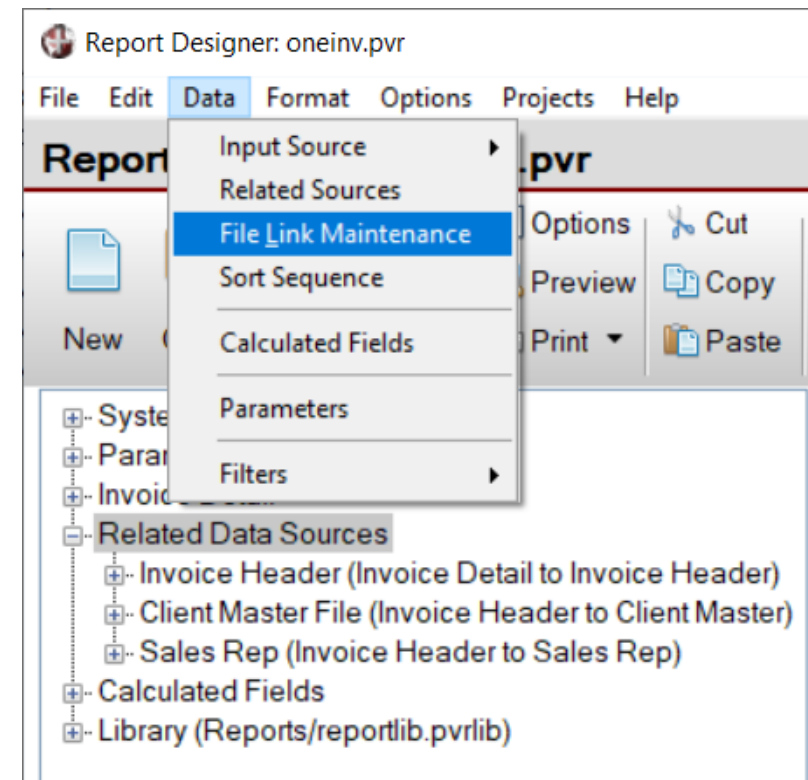 Report Designer: oneinv.pvr
File Edit Data Format Options Projects Help
Report .pvr
Input Source
Related Sources
File Link Maintenance
Sort Sequence
Calculated Fields
Parameters
Filters
Options Cut
Preview Copy
New Print Paste
Related Data Sources
Invoice Header (Invoice Detail to Invoice Header)
Client Master File (Invoice Header to Client Master)
Sales Rep (Invoice Header to Sales Rep)
Calculated Fields
Library (Reports/reportlib.pvrlib)